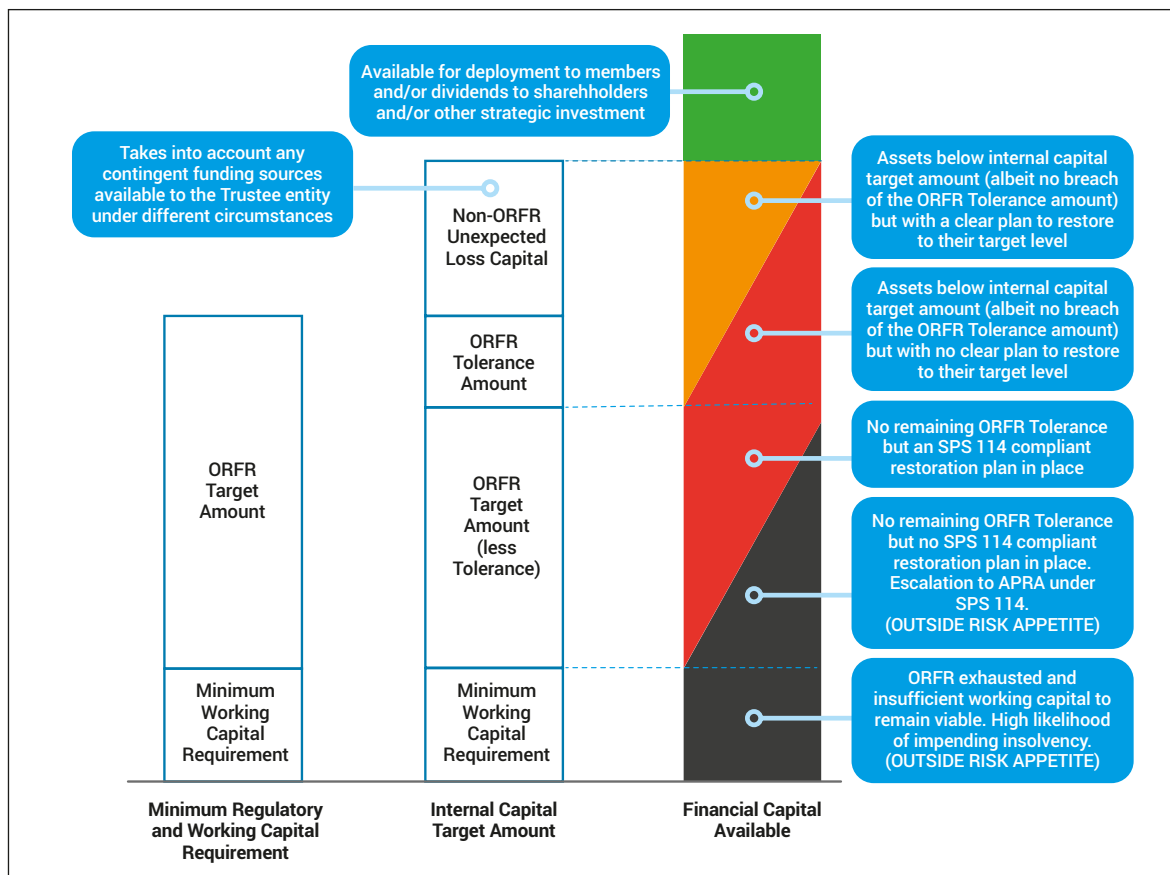 Available for deployment to members
and/or dividends to sharehholders
and/or other strategic investment
Takes into account any
contingent funding sources
available to the Trustee entity
under different circumstances
Non-ORFR
Unexpected
Loss Capital
ORFR
Tolerance
Amount
ORFR
Target
Amount
ORFR
Target
Amount
(less
Tolerance)
Minimum
Working
Capital
Requirement
Minimum
Working
Capital
Requirement
Assets below internal capital
target amount (albeit no breach
of the ORFR Tolerance amount)
but with a clear plan to restore
to their target level
Assets below internal capital
target amount (albeit no breach
of the ORFR Tolerance amount)
but with no clear plan to restore
to their target level
No remaining ORFR Tolerance
but an SPS 114 compliant
restoration plan in place
No remaining ORFR Tolerance
but no SPS 114 compliant
restoration plan in place.
Escalation to APRA under
SPS 114.
(OUTSIDE RISK APPETITE)
ORFR exhausted and
insufficient working capital to
remain viable. High likelihood
of impending insolvency.
(OUTSIDE RISK APPETITE)
Minimum Regulatory
and Working Capital
Requirement
Internal Capital
Target Amount
Financial Capital
Available